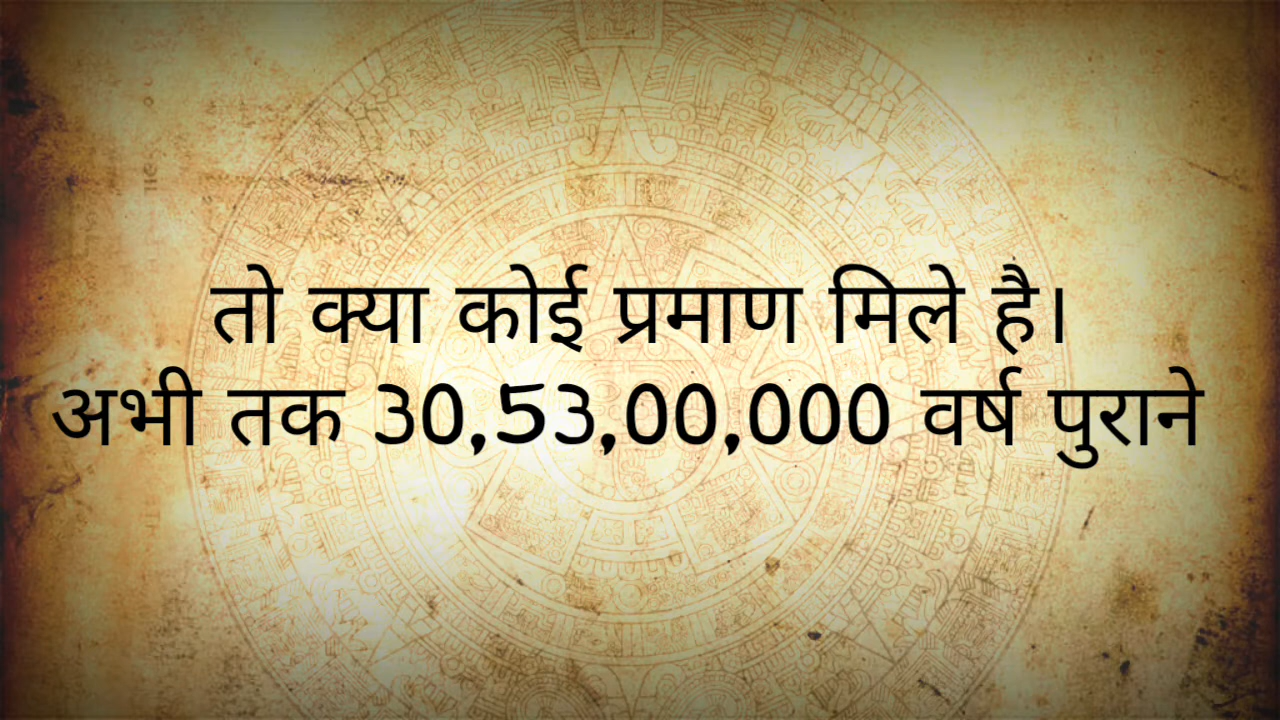 तो क्या कोई प्रमाण मिले है।
अभी तक 30,53,00,000 वर्ष पुराने